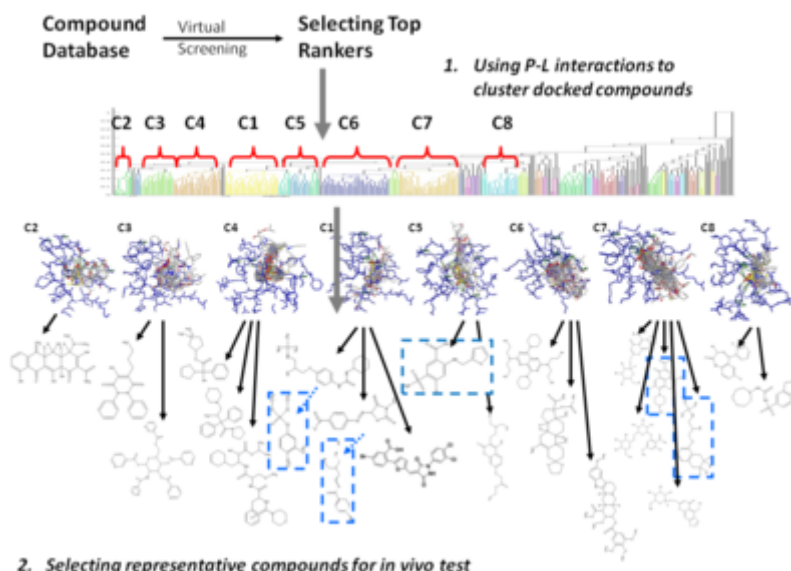 Compound Database
Virtual Screening
Selecting Top Rankers
1. Using P-L interactions to
cluster docked compounds
C2 C3 C4 C1 C5 C6 C7 C8
C2 C3 C4 C1 C5 C6 C7 C8
2. Selecting representative compounds for in vivo test